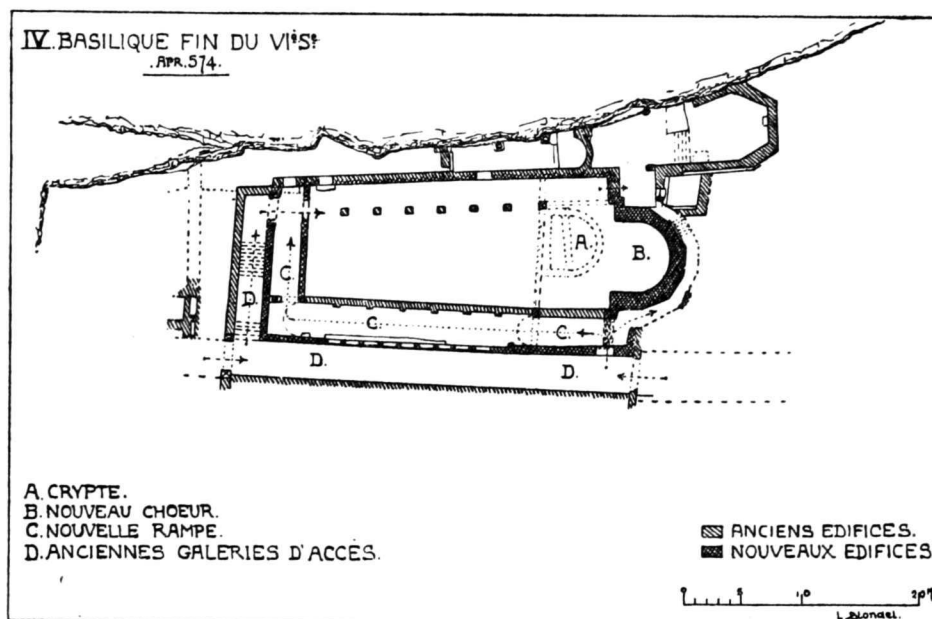 IV. BASILIQUE FIN DU VIᵉ Sᵉ
.APR. 574.
A.
B.
C
D.
C.
C.
D.
D.
A. CRYPTE.
B. NOUVEAU CHOEUR.
C. NOUVELLE RAMPE.
D. ANCIENNES GALERIES D'ACCÈS.
ANCIENS EDIFICES.
NOUVEAUX EDIFICES
0 5 10 20 M
L. BLONDEL.